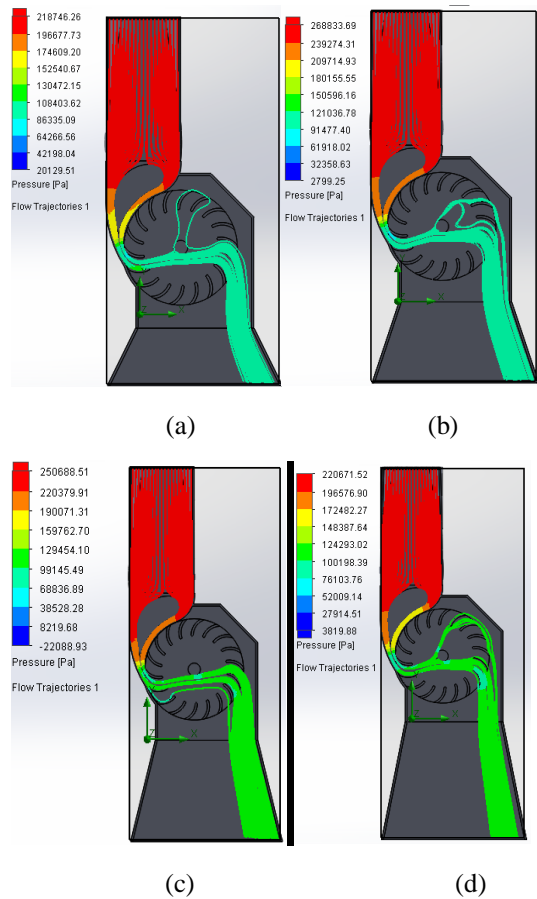 218746.26
196677.73
174609.20
152540.67
130472.15
108403.62
86335.09
64266.56
42198.04
20129.51
Pressure [Pa]
Flow Trajectories 1
Z
X
(a)
268833.69
239274.31
209714.93
180155.55
150596.16
121036.78
91477.40
61918.02
32358.63
2799.25
Pressure [Pa]
Flow Trajectories 1
Z
X
(b)
250688.51
220379.91
190071.31
159762.70
129454.10
99145.49
68836.89
38528.28
8219.68
-22088.93
Pressure [Pa]
Flow Trajectories 1
Z
X
(c)
220671.52
196576.90
172482.27
148387.64
124293.02
100198.39
76103.76
52009.14
27914.51
3819.88
Pressure [Pa]
Flow Trajectories 1
Z
X
(d)